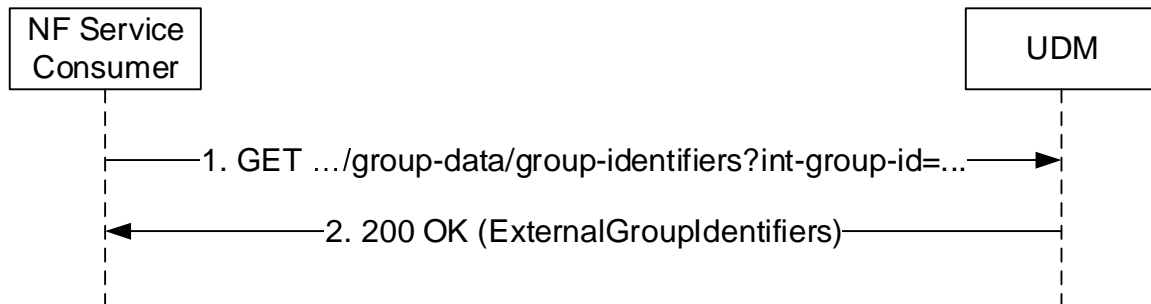 NF Service
Consumer
UDM
1. GET …/group-data/group-identifiers?int-group-id=...
2. 200 OK (ExternalGroupIdentifiers)